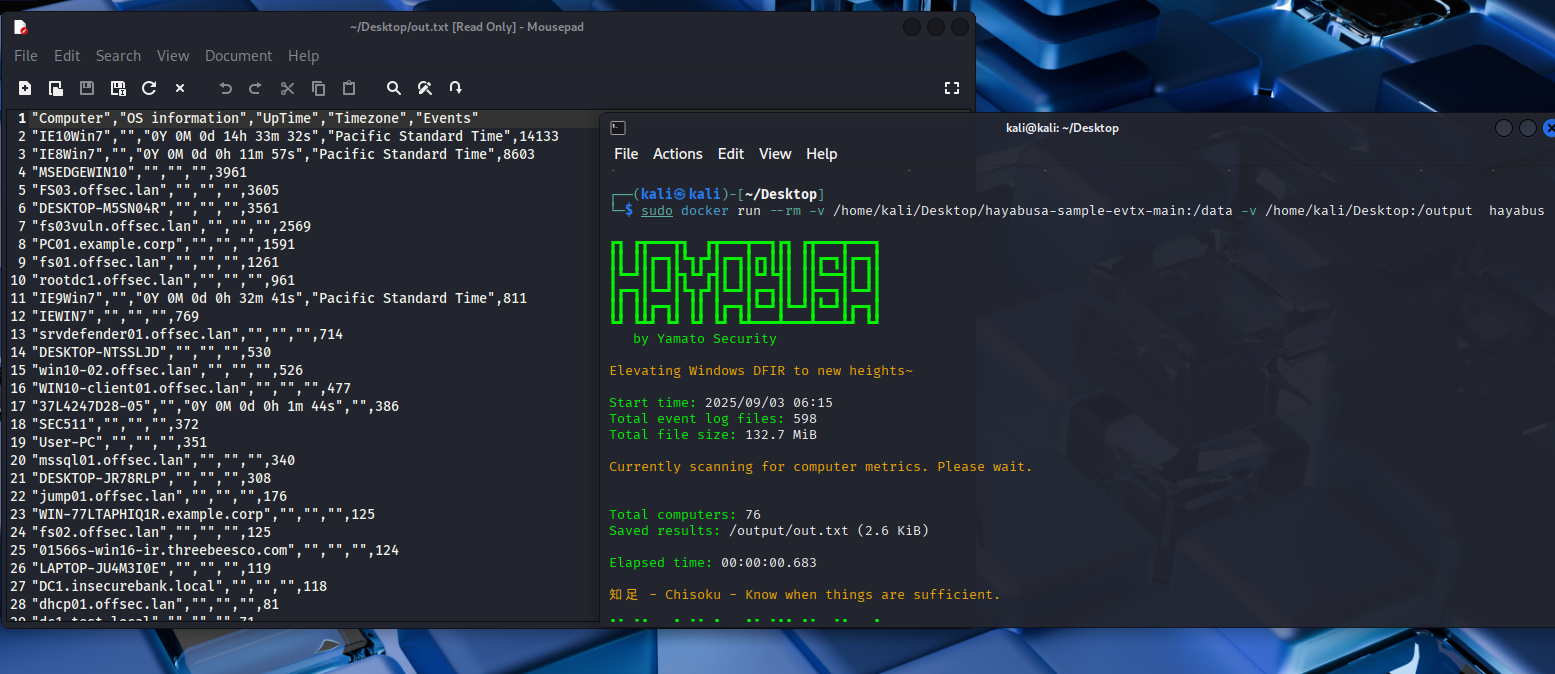 ~/Desktop/out.txt [Read Only] - Mousepad
File Edit Search View Document Help
1 "Computer","OS information","UpTime","Timezone","Events"
2 "IE10Win7","","0Y 0M 0d 14h 33m 32s","Pacific Standard Time",14133
3 "IE8Win7","","0Y 0M 0d 0h 11m 57s","Pacific Standard Time",8603
4 "MSEDGEWIN10","","","",3961
5 "FS03.offsec.lan","","","",3605
6 "DESKTOP-M5SN04R","","","",3561
7 "fs03vuln.offsec.lan","","","",2569
8 "PC01.example.corp","","","",1591
9 "fs01.offsec.lan","","","",1261
10 "rootdc1.offsec.lan","","","",961
11 "IE9Win7","","0Y 0M 0d 0h 32m 41s","Pacific Standard Time",811
12 "IEWIN7","","","",769
13 "srvdefender01.offsec.lan","","","",714
14 "DESKTOP-NTSSLJD","","","",530
15 "win10-02.offsec.lan","","","",526
16 "WIN10-client01.offsec.lan","","","",477
17 "37L4247D28-05","","0Y 0M 0d 0h 1m 44s","",386
18 "SEC511","","","",372
19 "User-PC","","","",351
20 "mssql01.offsec.lan","","","",340
21 "DESKTOP-JR78RLP","","","",308
22 "jump01.offsec.lan","","","",176
23 "WIN-77LTAPHIQ1R.example.corp","","","",125
24 "fs02.offsec.lan","","","",125
25 "01566s-win16-ir.threebeesco.com","","","",124
26 "LAPTOP-JU4M3I0E","","","",119
27 "DC1.insecurebank.local","","","",118
28 "dhcp01.offsec.lan","","","",81
29 "dc1.test.local","","","",71
kali@kali: ~/Desktop
File Actions Edit View Help
┌──(kali㉿kali)-[~/Desktop]
└─$ sudo docker run --rm -v /home/kali/Desktop/hayabusa-sample-evtx-main:/data -v /home/kali/Desktop:/output hayabus
HAYABUSA
by Yamato Security
Elevating Windows DFIR to new heights~
Start time: 2025/09/03 06:15
Total event log files: 598
Total file size: 132.7 MiB
Currently scanning for computer metrics. Please wait.
Total computers: 76
Saved results: /output/out.txt (2.6 KiB)
Elapsed time: 00:00:00.683
知足 - Chisoku - Know when things are sufficient.